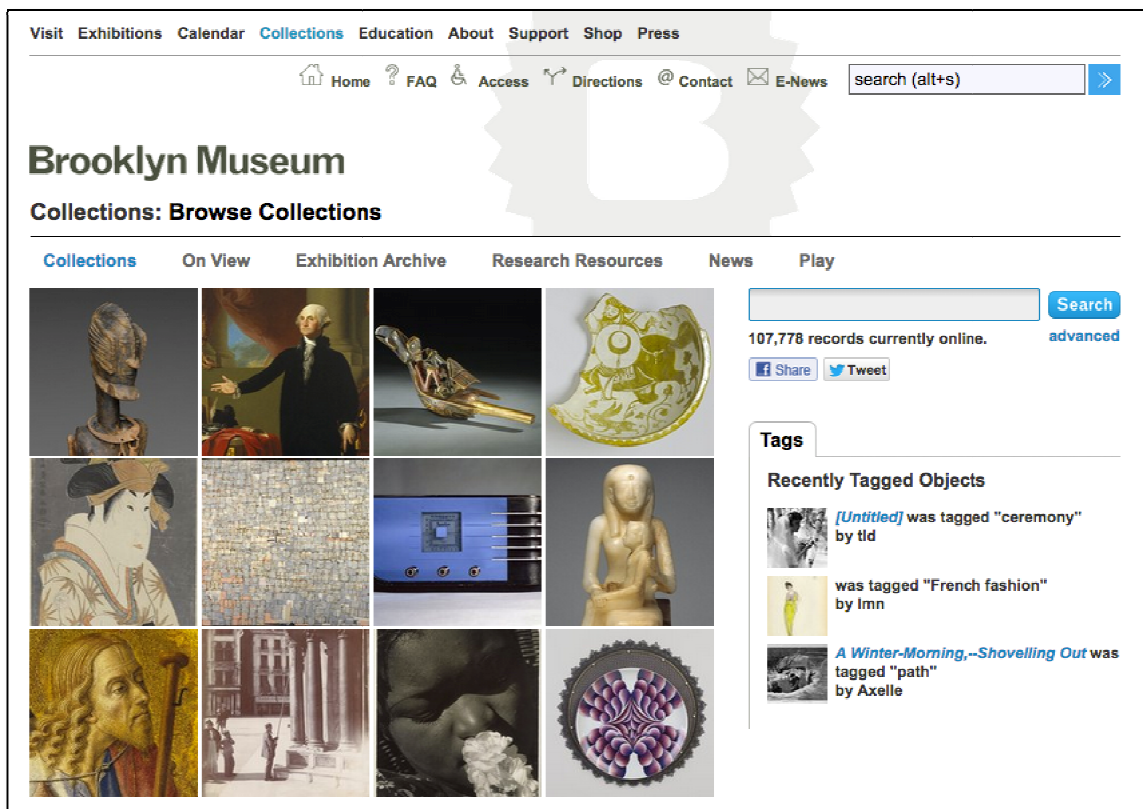 Visit Exhibitions Calendar Collections Education About Support Shop Press
Home FAQ Access Directions @ Contact E-News search (alt+s)
Brooklyn Museum
Collections: Browse Collections
Collections On View Exhibition Archive Research Resources News Play
Search
107,778 records currently online. advanced
Share Tweet
Tags
Recently Tagged Objects
[Untitled] was tagged "ceremony"
by tld
was tagged "French fashion"
by lmn
A Winter-Morning,--Shovelling Out was
tagged "path"
by Axelle